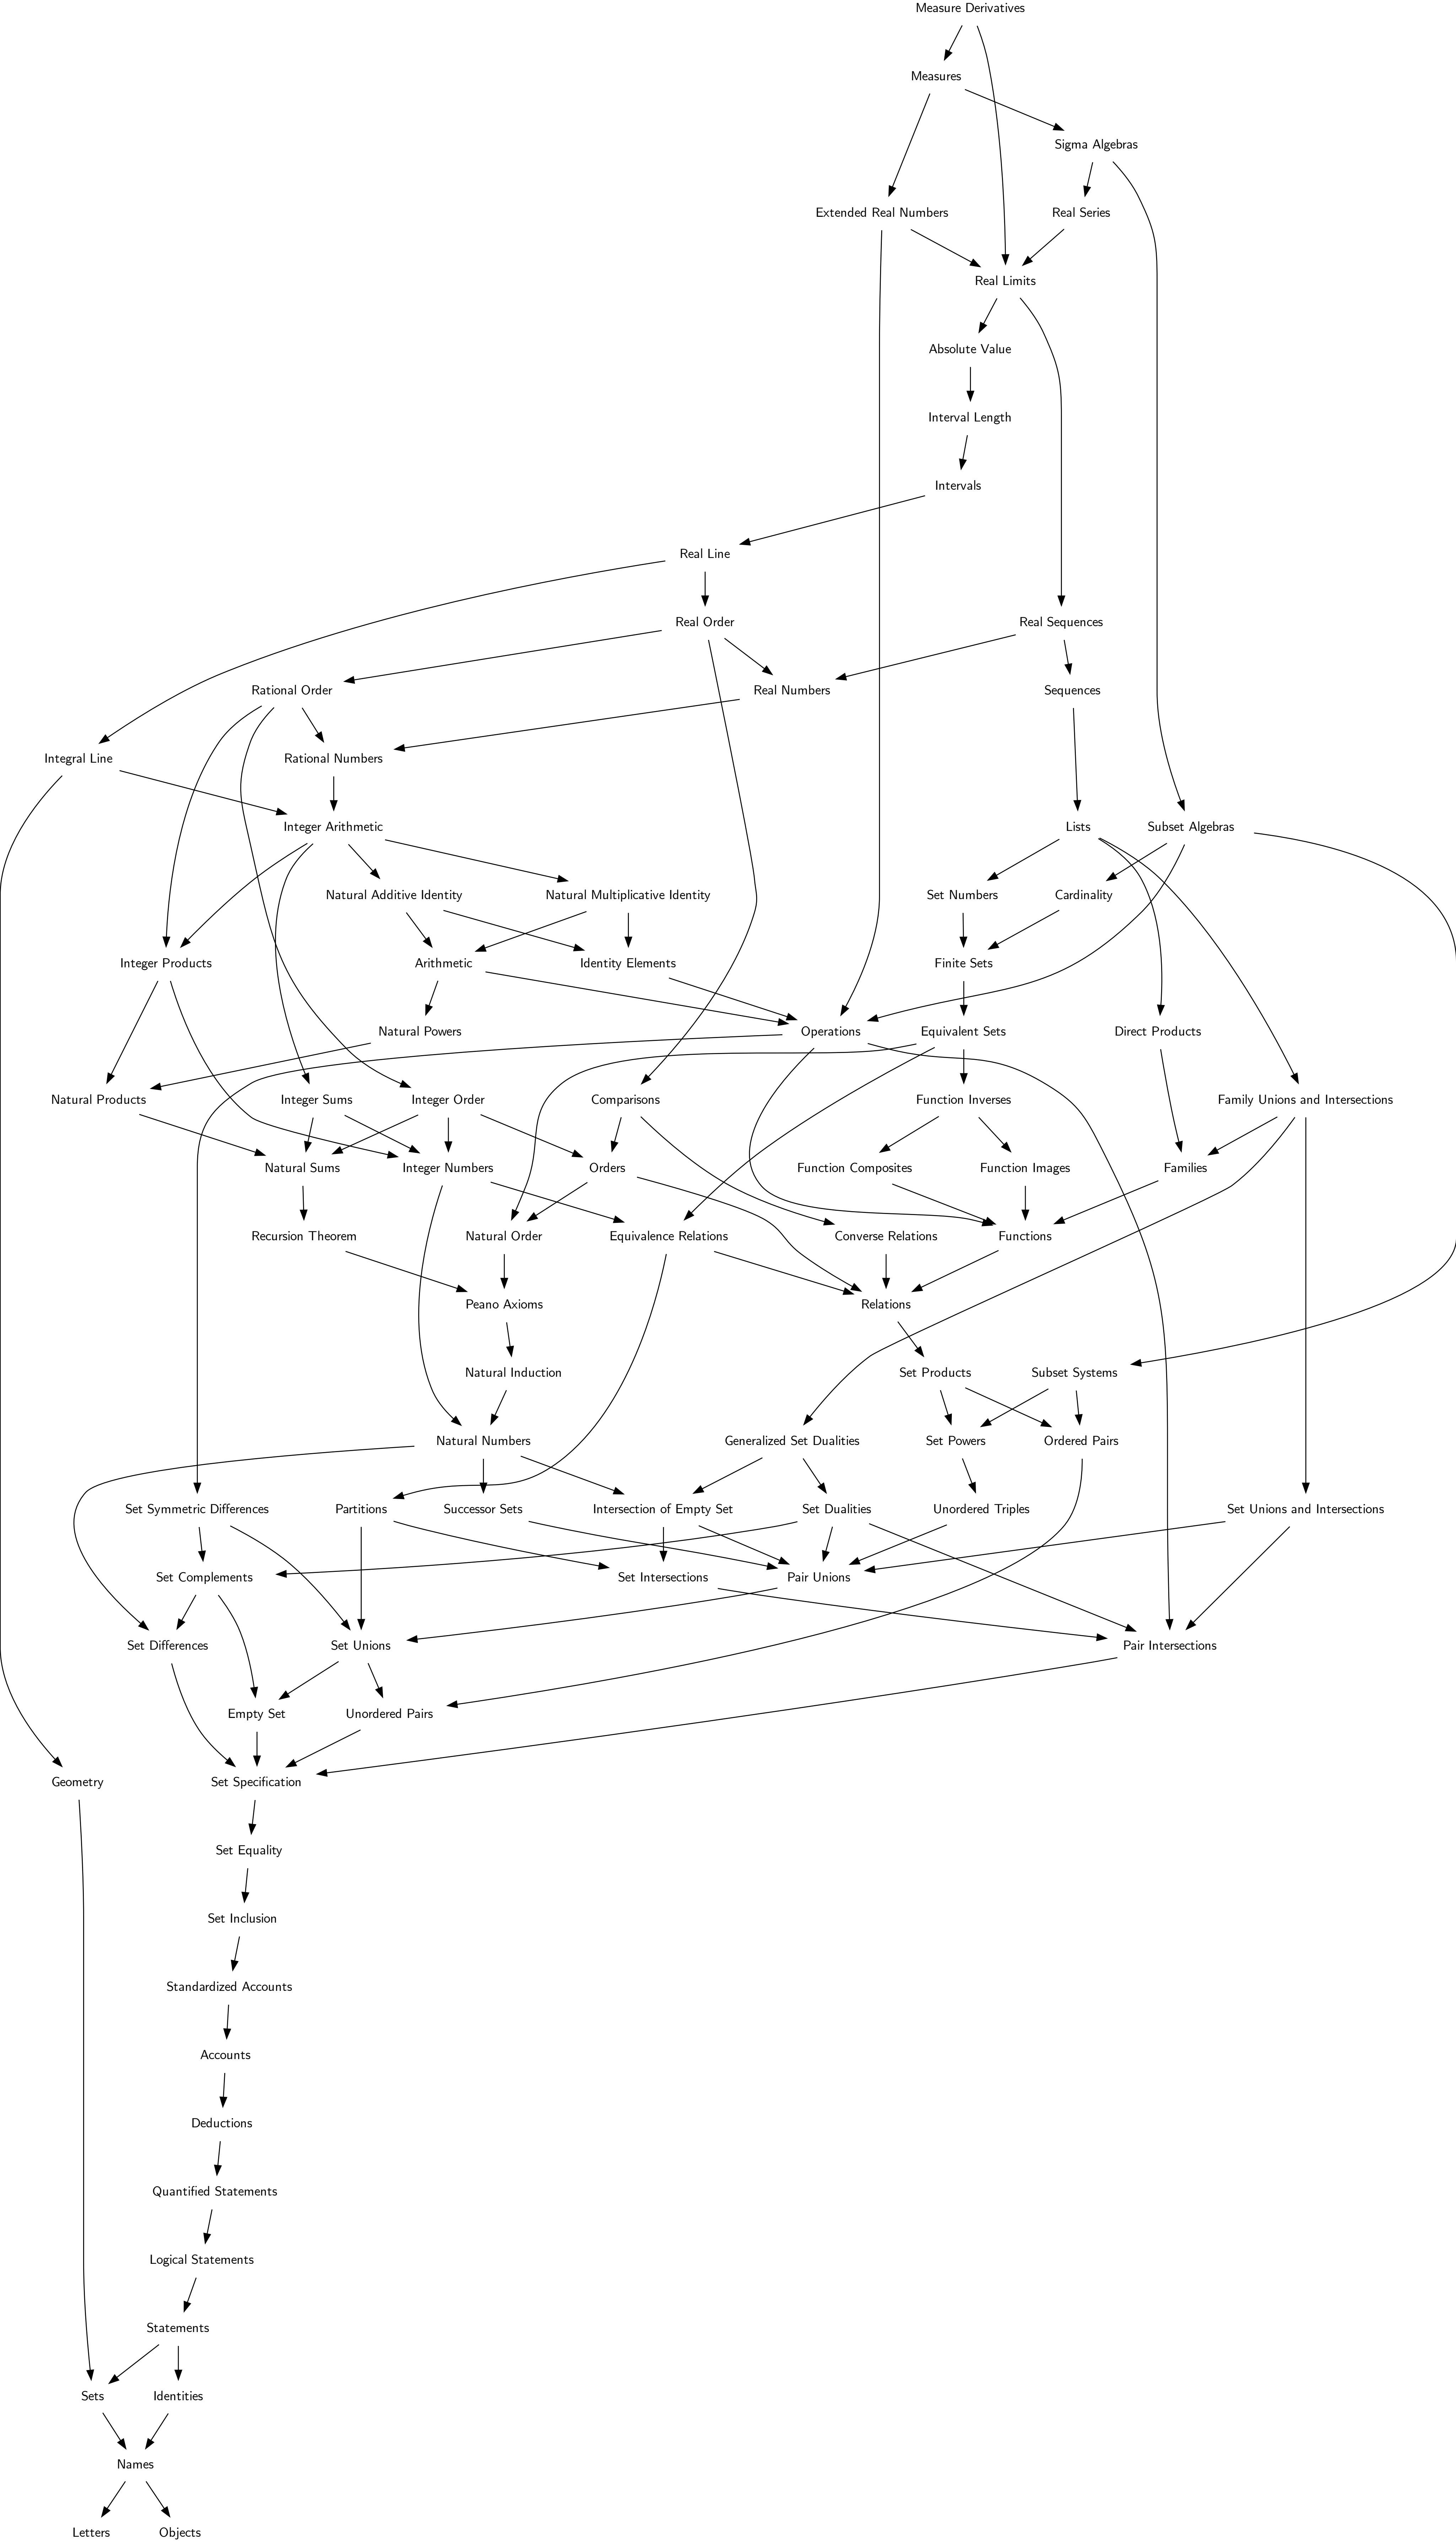 Measure Derivatives
Measures
Sigma Algebras
Extended Real Numbers
Real Series
Real Limits
Absolute Value
Interval Length
Intervals
Real Line
Real Order
Real Sequences
Rational Order
Real Numbers
Sequences
Integral Line
Rational Numbers
Integer Arithmetic
Lists
Subset Algebras
Natural Additive Identity
Natural Multiplicative Identity
Set Numbers
Cardinality
Integer Products
Arithmetic
Identity Elements
Finite Sets
Natural Powers
Operations
Equivalent Sets
Direct Products
Natural Products
Integer Sums
Integer Order
Comparisons
Function Inverses
Family Unions and Intersections
Natural Sums
Integer Numbers
Orders
Function Composites
Function Images
Families
Recursion Theorem
Natural Order
Equivalence Relations
Converse Relations
Functions
Peano Axioms
Relations
Natural Induction
Set Products
Subset Systems
Natural Numbers
Generalized Set Dualities
Set Powers
Ordered Pairs
Set Symmetric Differences
Partitions
Successor Sets
Intersection of Empty Set
Set Dualities
Unordered Triples
Set Unions and Intersections
Set Complements
Set Intersections
Pair Unions
Set Differences
Set Unions
Pair Intersections
Empty Set
Unordered Pairs
Geometry
Set Specification
Set Equality
Set Inclusion
Standardized Accounts
Accounts
Deductions
Quantified Statements
Logical Statements
Statements
Sets
Identities
Names
Letters
Objects